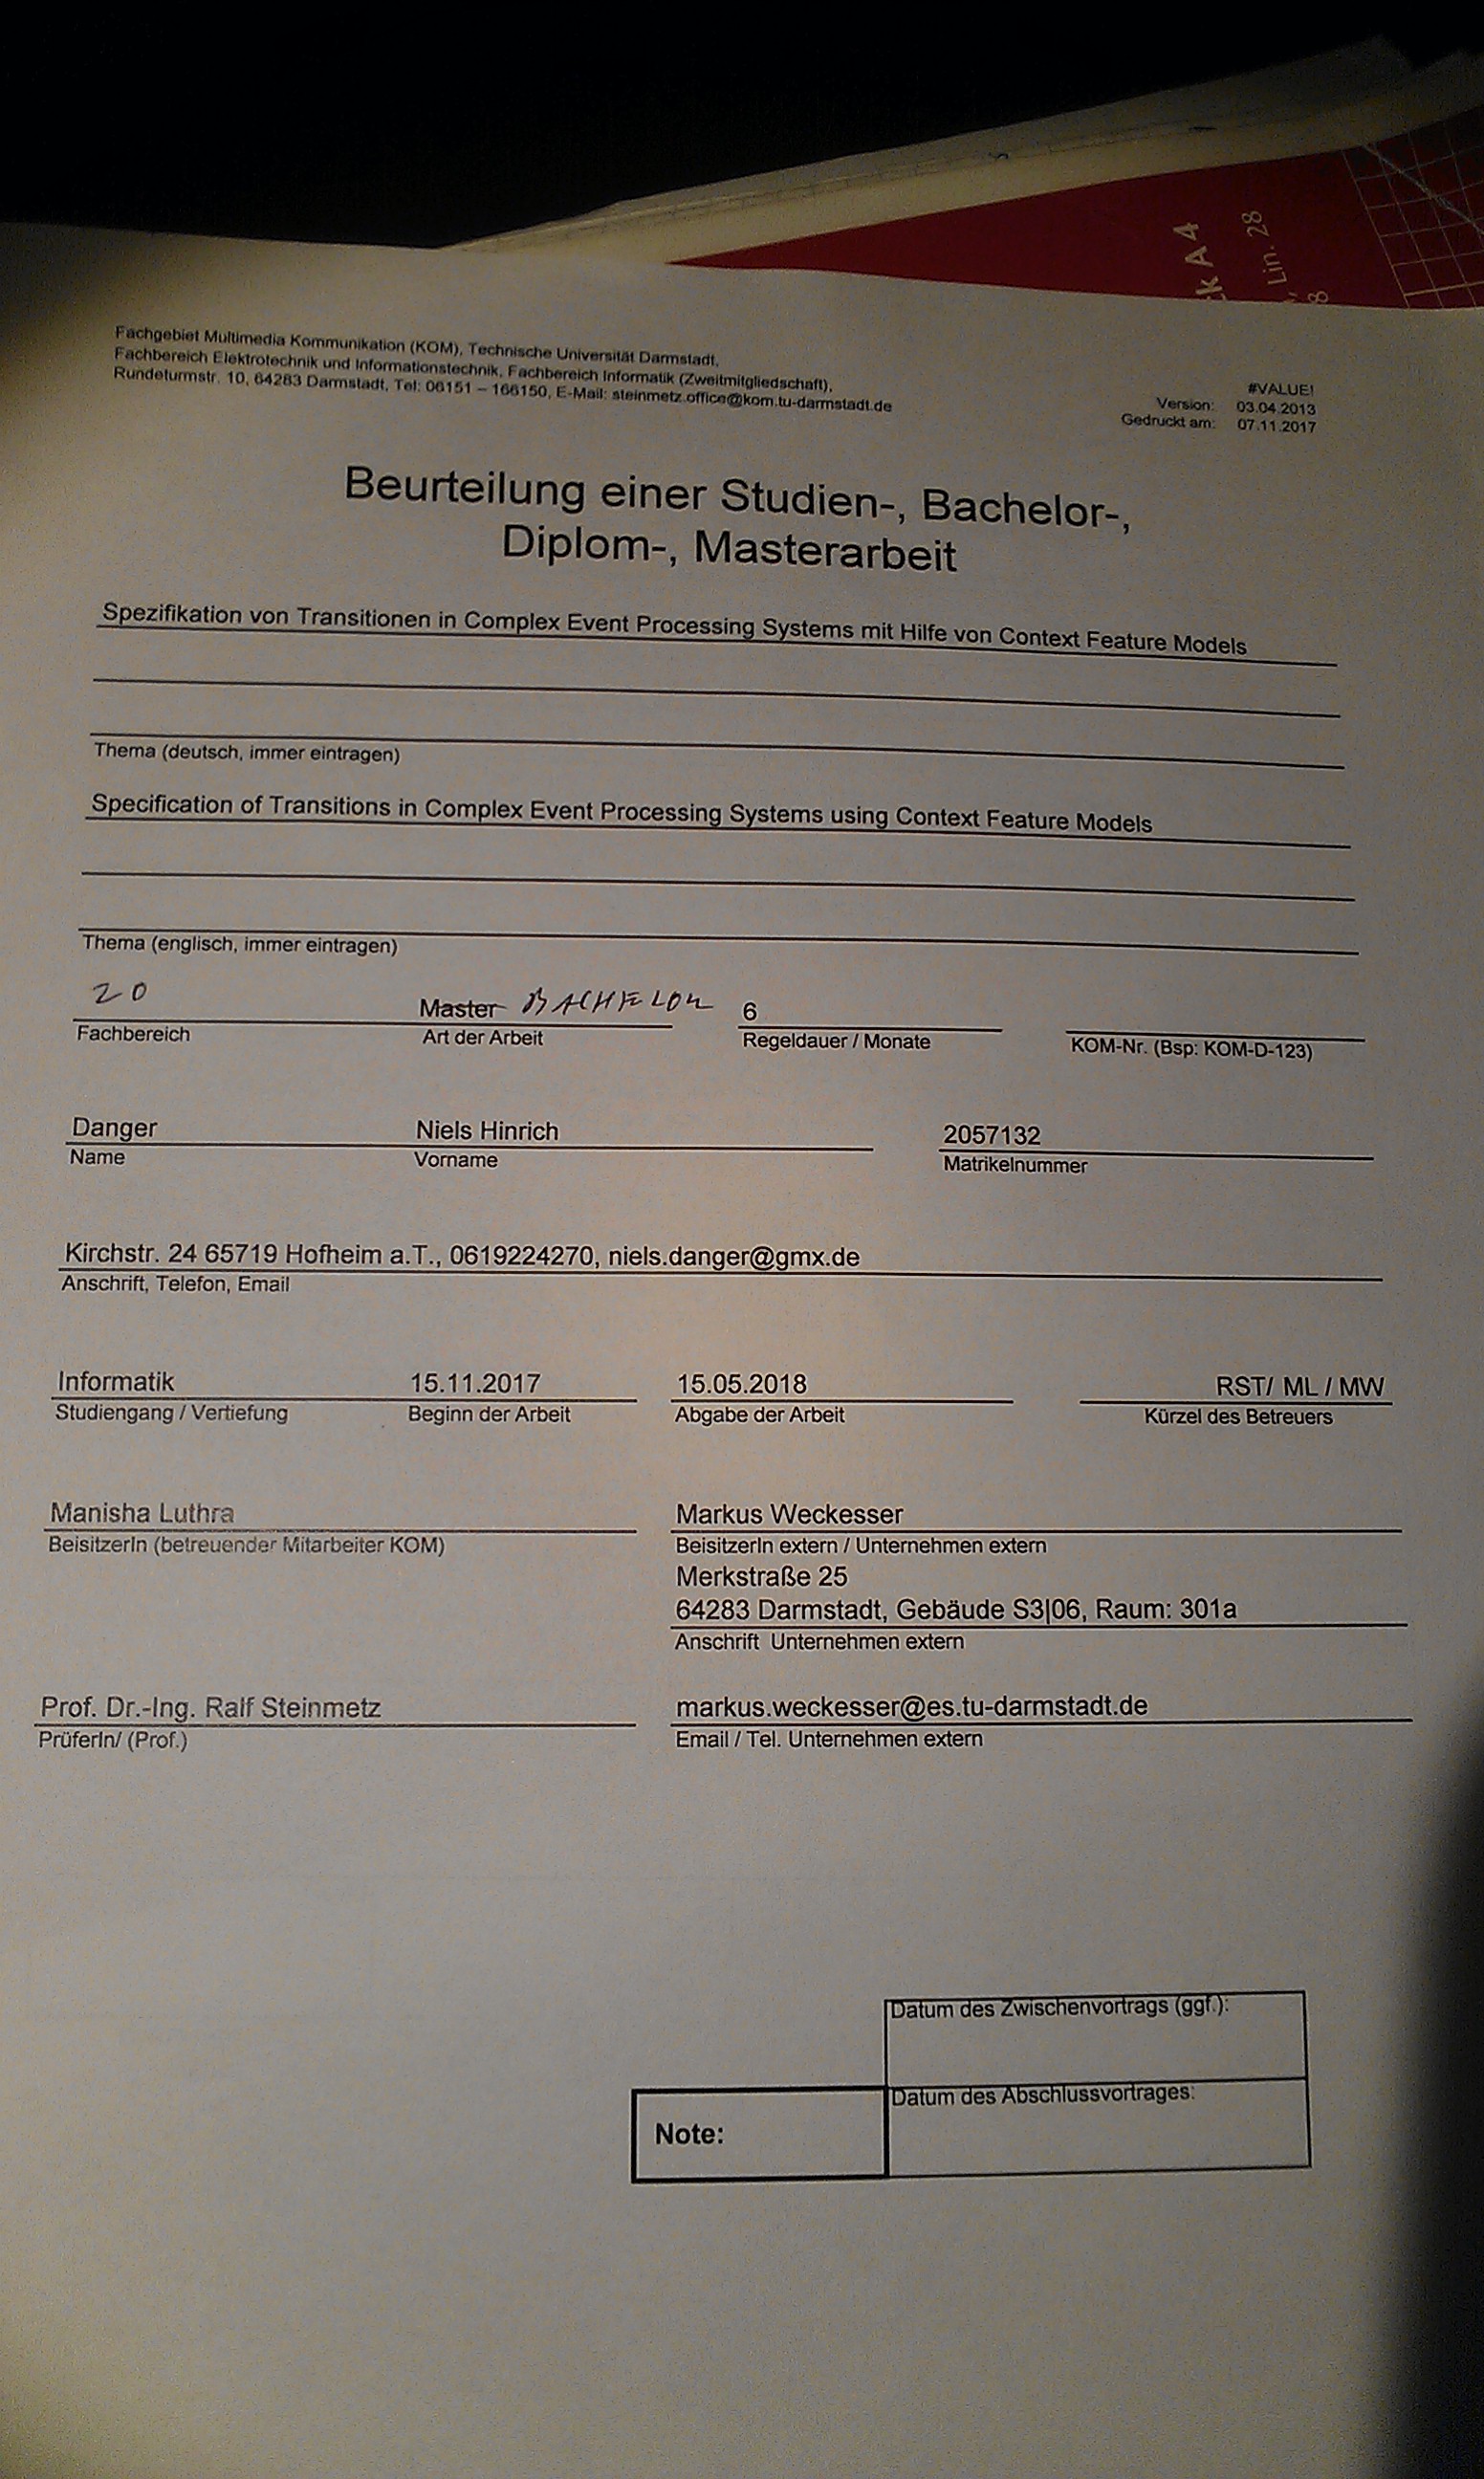 k A4
Lin. 28
8
Fachgebiet Multimedia Kommunikation (KOM), Technische Universität Darmstadt,
Fachbereich Elektrotechnik und Informationstechnik, Fachbereich Informatik (Zweitmitgliedschaft),
Rundeturmstr. 10, 64283 Darmstadt, Tel: 06151 – 166150, E-Mail: steinmetz.office@kom.tu-darmstadt.de
#VALUE!
Version: 03.04.2013
Gedruckt am: 07.11.2017
Beurteilung einer Studien-, Bachelor-,
Diplom-, Masterarbeit
Spezifikation von Transitionen in Complex Event Processing Systems mit Hilfe von Context Feature Models
Thema (deutsch, immer eintragen)
Specification of Transitions in Complex Event Processing Systems using Context Feature Models
Thema (englisch, immer eintragen)
20 Master BACHELOR 6
Fachbereich Art der Arbeit Regeldauer / Monate KOM-Nr. (Bsp: KOM-D-123)
Danger Niels Hinrich 2057132
Name Vorname Matrikelnummer
Kirchstr. 24 65719 Hofheim a.T., 0619224270, niels.danger@gmx.de
Anschrift, Telefon, Email
Informatik 15.11.2017 15.05.2018 RST/ ML / MW
Studiengang / Vertiefung Beginn der Arbeit Abgabe der Arbeit Kürzel des Betreuers
Manisha Luthra Markus Weckesser
BeisitzerIn (betreuender Mitarbeiter KOM) BeisitzerIn extern / Unternehmen extern
Merkstraße 25
64283 Darmstadt, Gebäude S3|06, Raum: 301a
Anschrift Unternehmen extern
Prof. Dr.-Ing. Ralf Steinmetz markus.weckesser@es.tu-darmstadt.de
PrüferIn/ (Prof.) Email / Tel. Unternehmen extern
Datum des Zwischenvortrags (ggf.):
Datum des Abschlussvortrages:
Note: